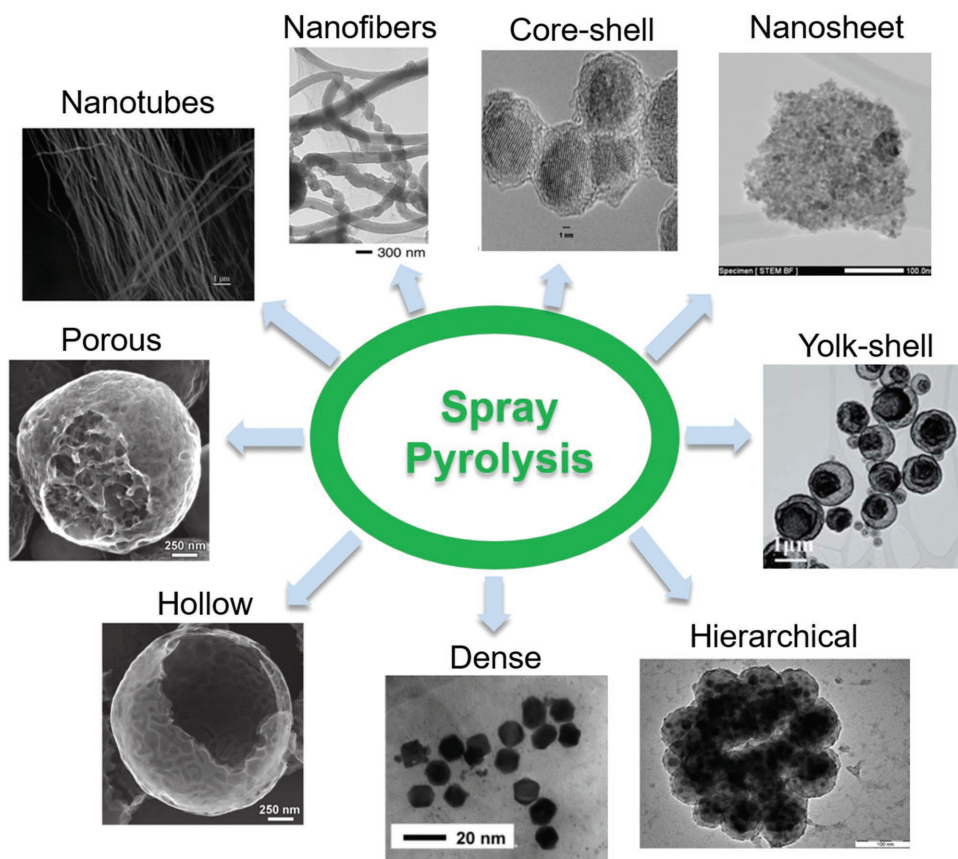 Nanofibers
Core-shell
Nanosheet
Nanotubes
1 μm
300 nm
1 nm
Specimen [ STEM BF ]
100.0n
Porous
Yolk-shell
Spray
Pyrolysis
250 nm
1μm
Hollow
Dense
Hierarchical
250 nm
20 nm
100 nm